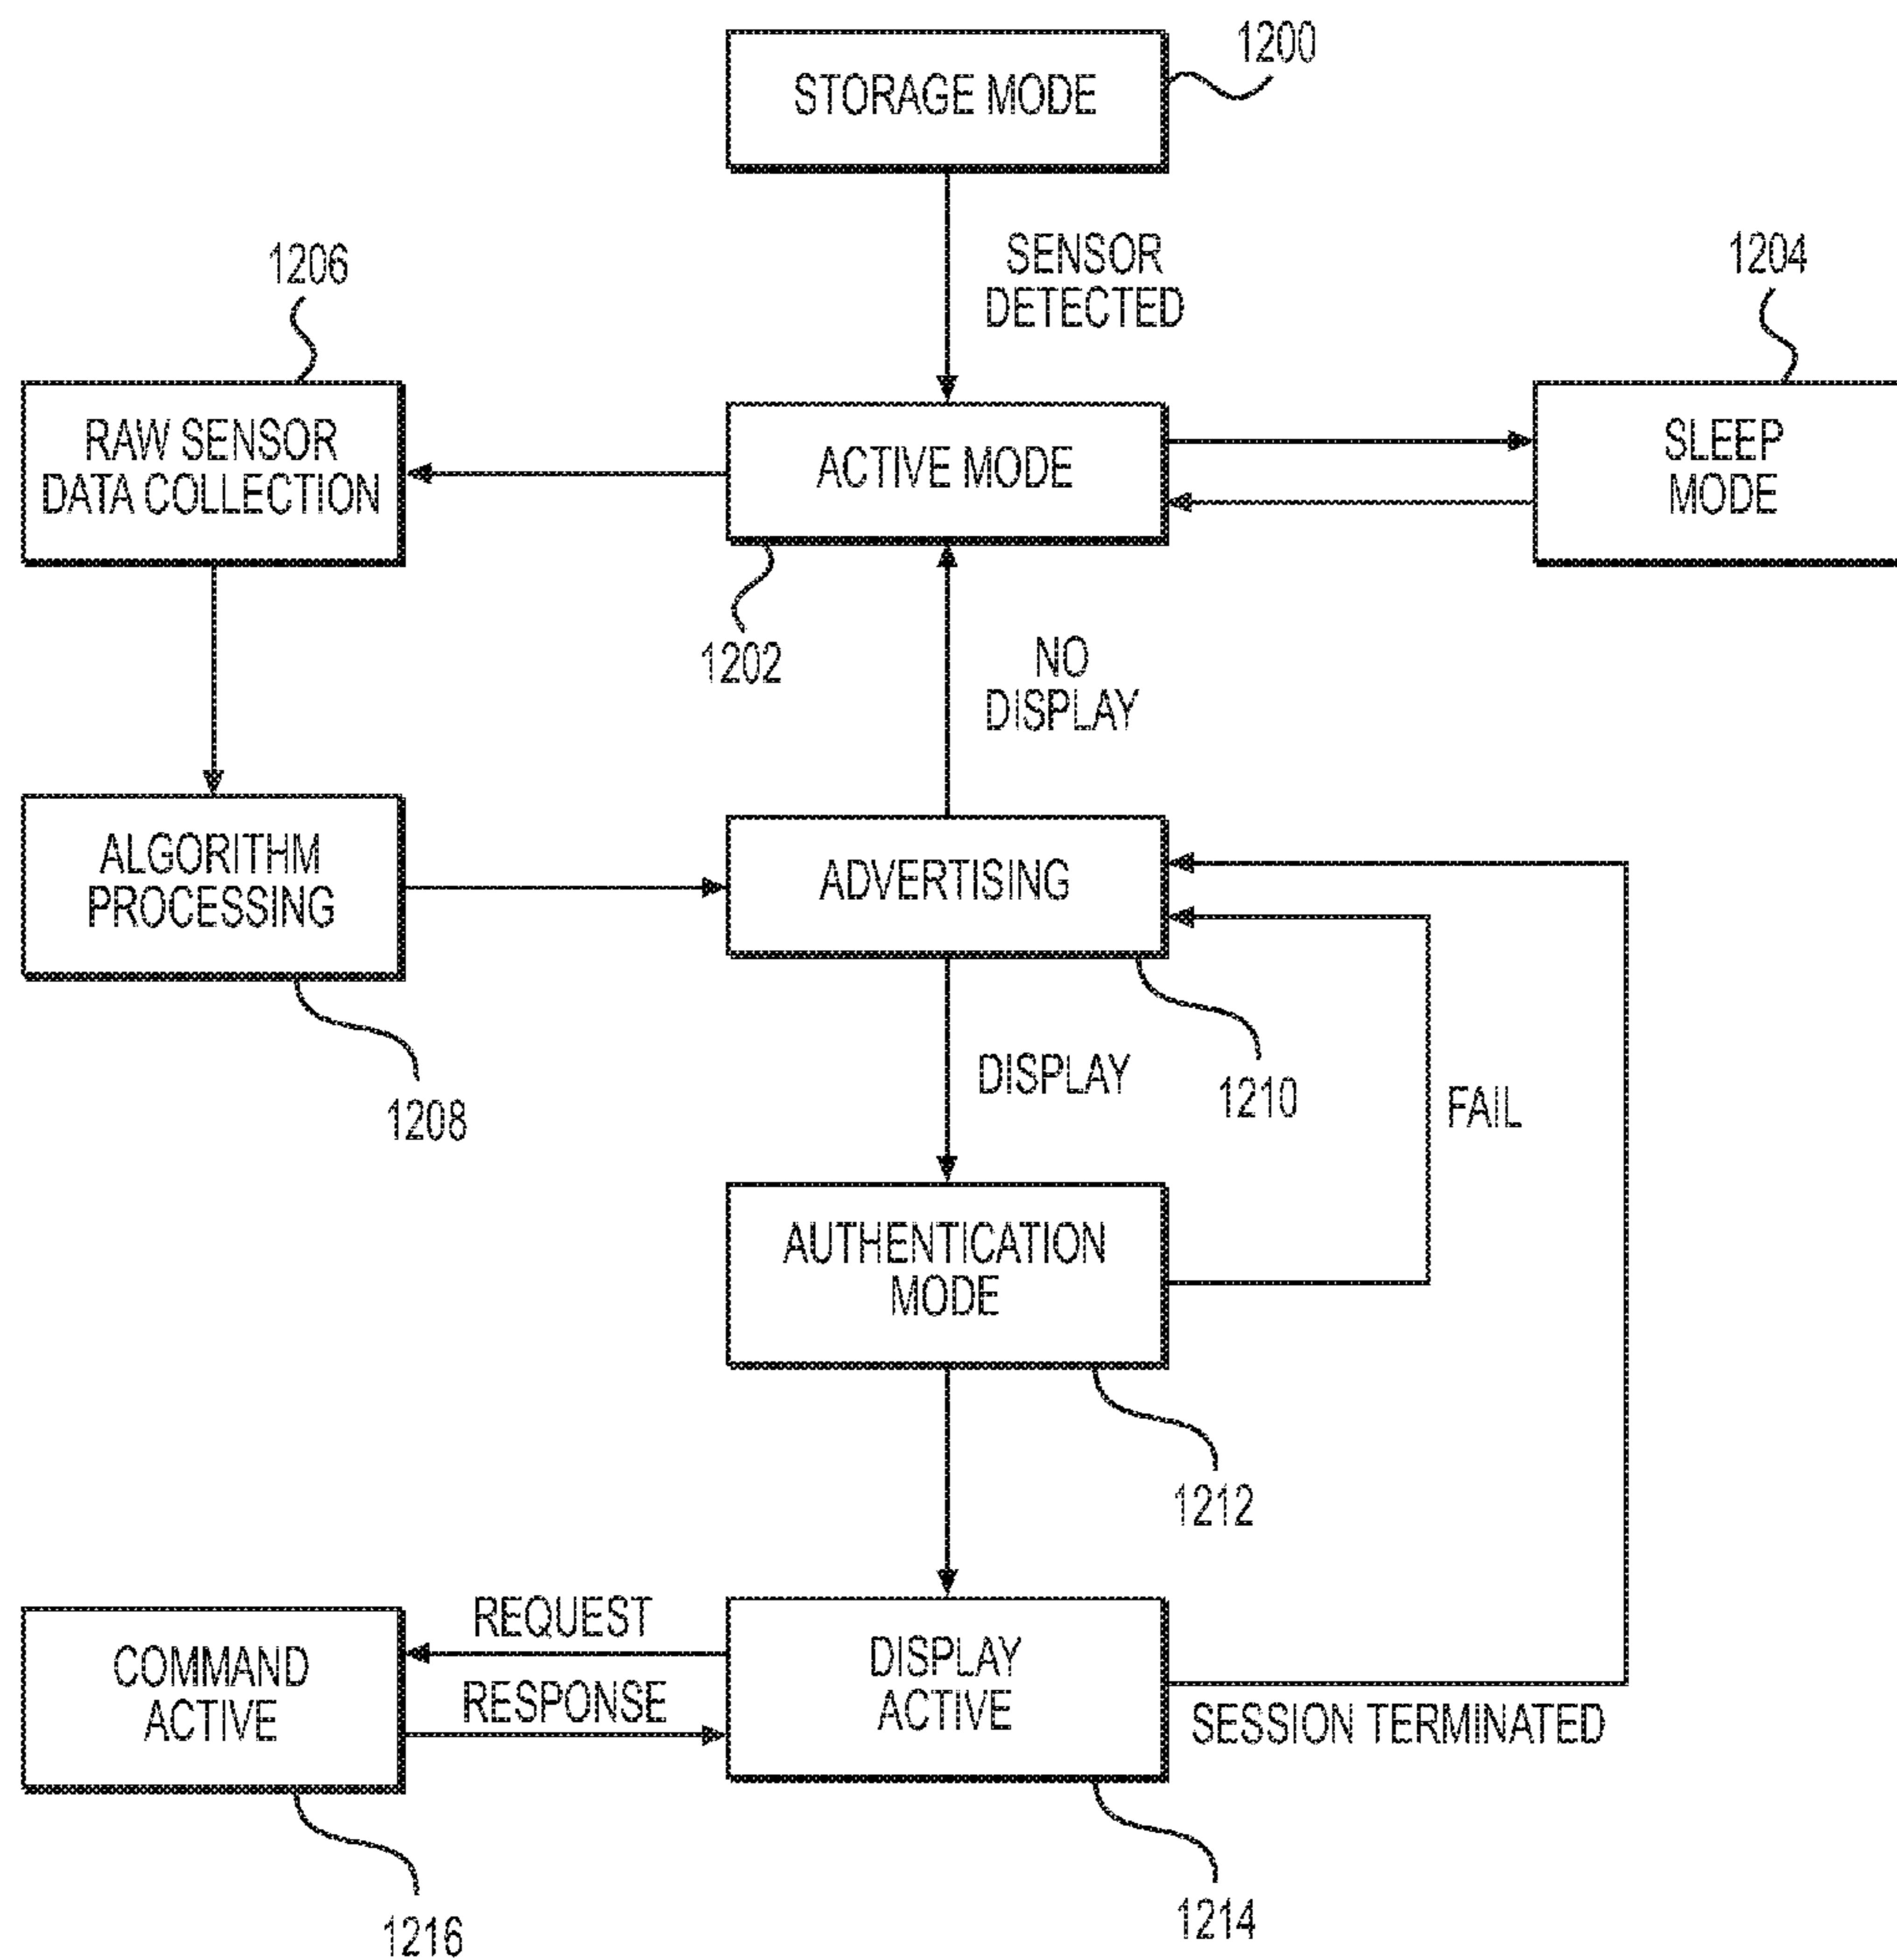 1200
STORAGE MODE
SENSOR
DETECTED
1206
1204
RAW SENSOR
DATA COLLECTION
ACTIVE MODE
SLEEP
MODE
1202
NO
DISPLAY
ALGORITHM
PROCESSING
ADVERTISING
DISPLAY
1210
FAIL
1208
AUTHENTICATION
MODE
1212
REQUEST
COMMAND
ACTIVE
RESPONSE
DISPLAY
ACTIVE
SESSION TERMINATED
1216
1214